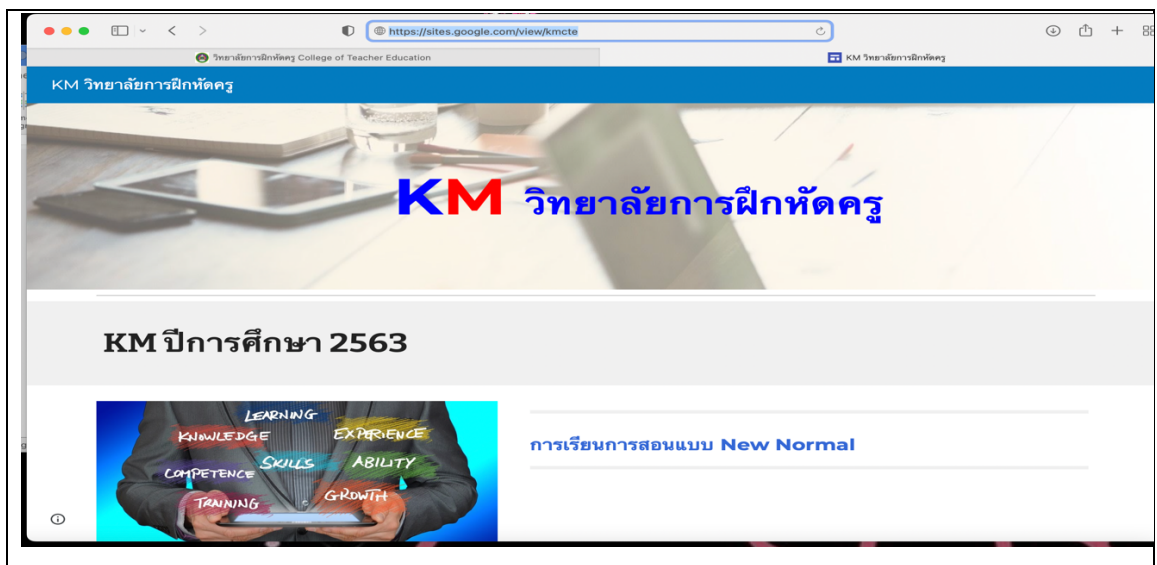 https://sites.google.com/view/kmcte
วิทยาลัยการฝึกหัดครู College of Teacher Education
KM วิทยาลัยการฝึกหัดครู
KM วิทยาลัยการฝึกหัดครู
KM วิทยาลัยการฝึกหัดครู
KM ปีการศึกษา 2563
LEARNING
KNOWLEDGE
EXPERIENCE
SKILLS
ABILITY
COMPETENCE
GROWTH
TRAINING
การเรียนการสอนแบบ New Normal